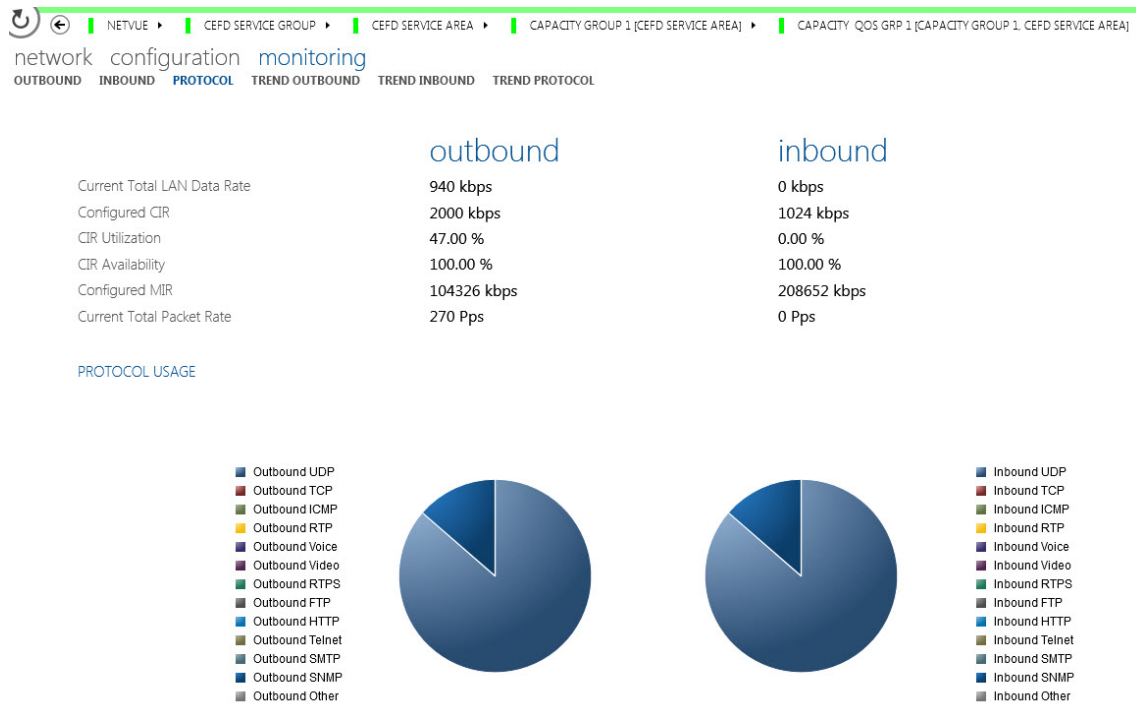 NETVUE CEFD SERVICE GROUP CEFD SERVICE AREA CAPACITY GROUP 1 [CEFD SERVICE AREA] CAPACITY QOS GRP 1 [CAPACITY GROUP 1, CEFD SERVICE AREA]
network configuration monitoring
OUTBOUND INBOUND PROTOCOL TREND OUTBOUND TREND INBOUND TREND PROTOCOL
outbound inbound
Current Total LAN Data Rate 940 kbps 0 kbps
Configured CIR 2000 kbps 1024 kbps
CIR Utilization 47.00 % 0.00 %
CIR Availability 100.00 % 100.00 %
Configured MIR 104326 kbps 208652 kbps
Current Total Packet Rate 270 Pps 0 Pps
PROTOCOL USAGE
Outbound UDP
Outbound TCP
Outbound ICMP
Outbound RTP
Outbound Voice
Outbound Video
Outbound RTPS
Outbound FTP
Outbound HTTP
Outbound Telnet
Outbound SMTP
Outbound SNMP
Outbound Other
Inbound UDP
Inbound TCP
Inbound ICMP
Inbound RTP
Inbound Voice
Inbound Video
Inbound RTPS
Inbound FTP
Inbound HTTP
Inbound Telnet
Inbound SMTP
Inbound SNMP
Inbound Other